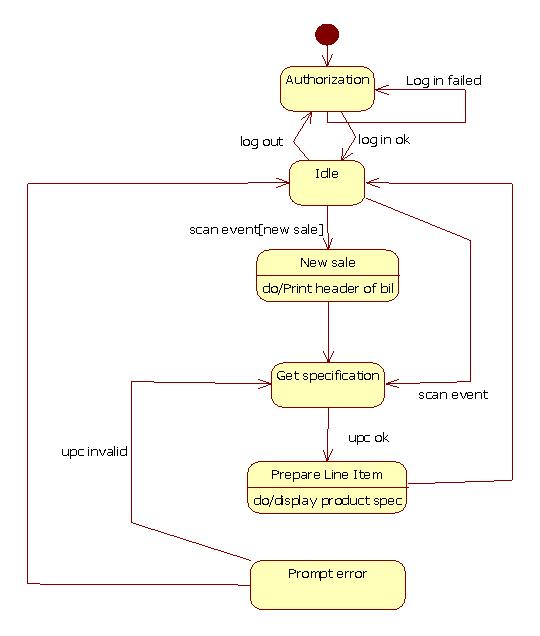 Authorization
Log in failed
log out
log in ok
Idle
scan event[new sale]
New sale
do/Print header of bil
Get specification
scan event
upc ok
upc invalid
Prepare Line Item
do/display product spec
Prompt error